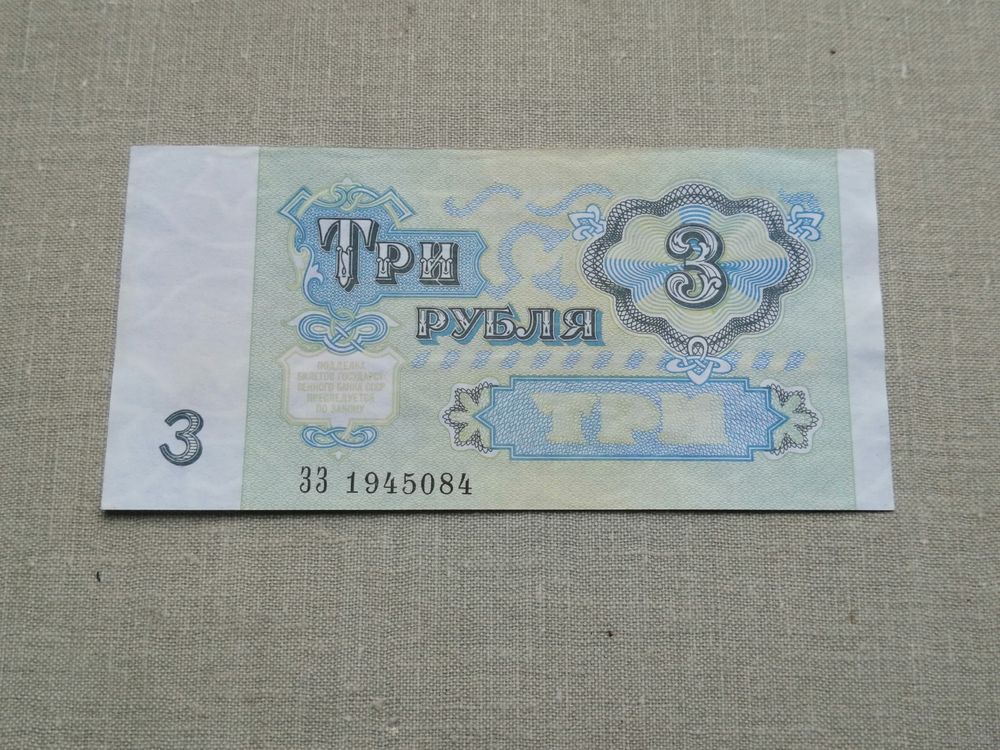 Три
рубля
3
ПОДДЕЛКА
БИЛЕТОВ ГОСУДАРСТ
ВЕННОГО БАНКА СССР
ПРЕСЛЕДУЕТСЯ
ПО ЗАКОНУ
ТРИ
3
ЗЗ 1945084